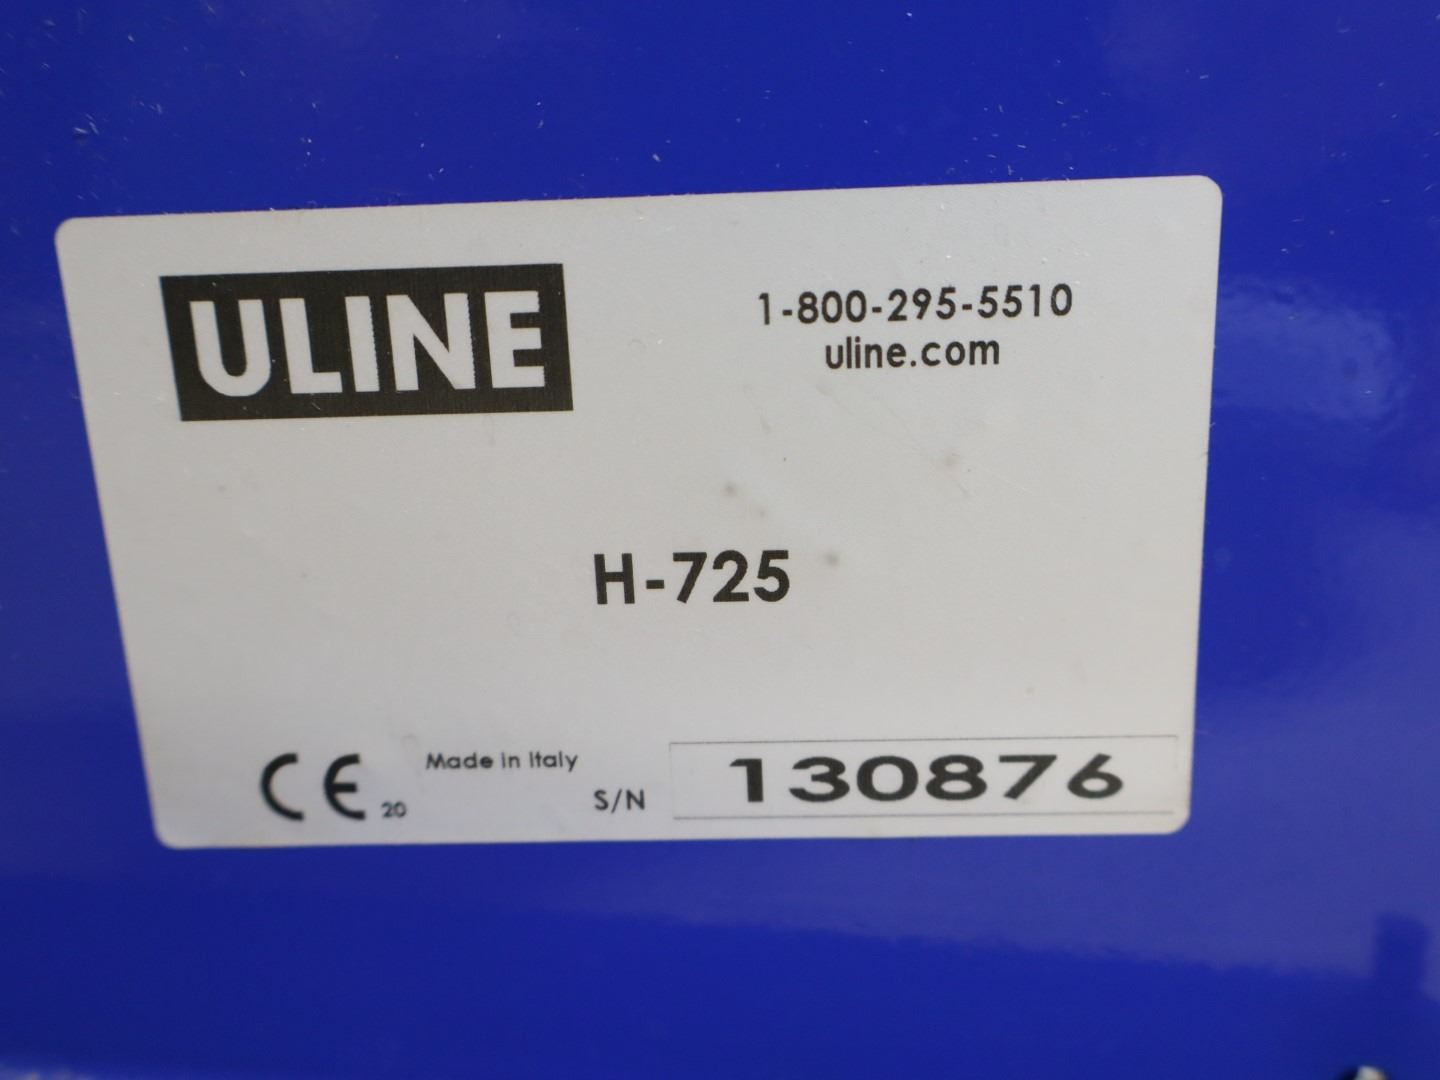 ULINE
1-800-295-5510
uline.com
H-725
CE 20
Made in Italy
S/N 130876